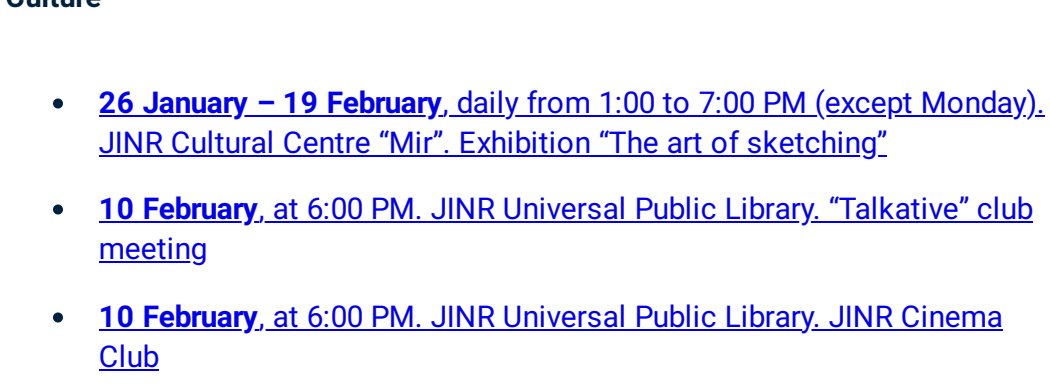 Culture
26 January – 19 February, daily from 1:00 to 7:00 PM (except Monday).
JINR Cultural Centre “Mir”. Exhibition “The art of sketching”
10 February, at 6:00 PM. JINR Universal Public Library. “Talkative” club
meeting
10 February, at 6:00 PM. JINR Universal Public Library. JINR Cinema
Club